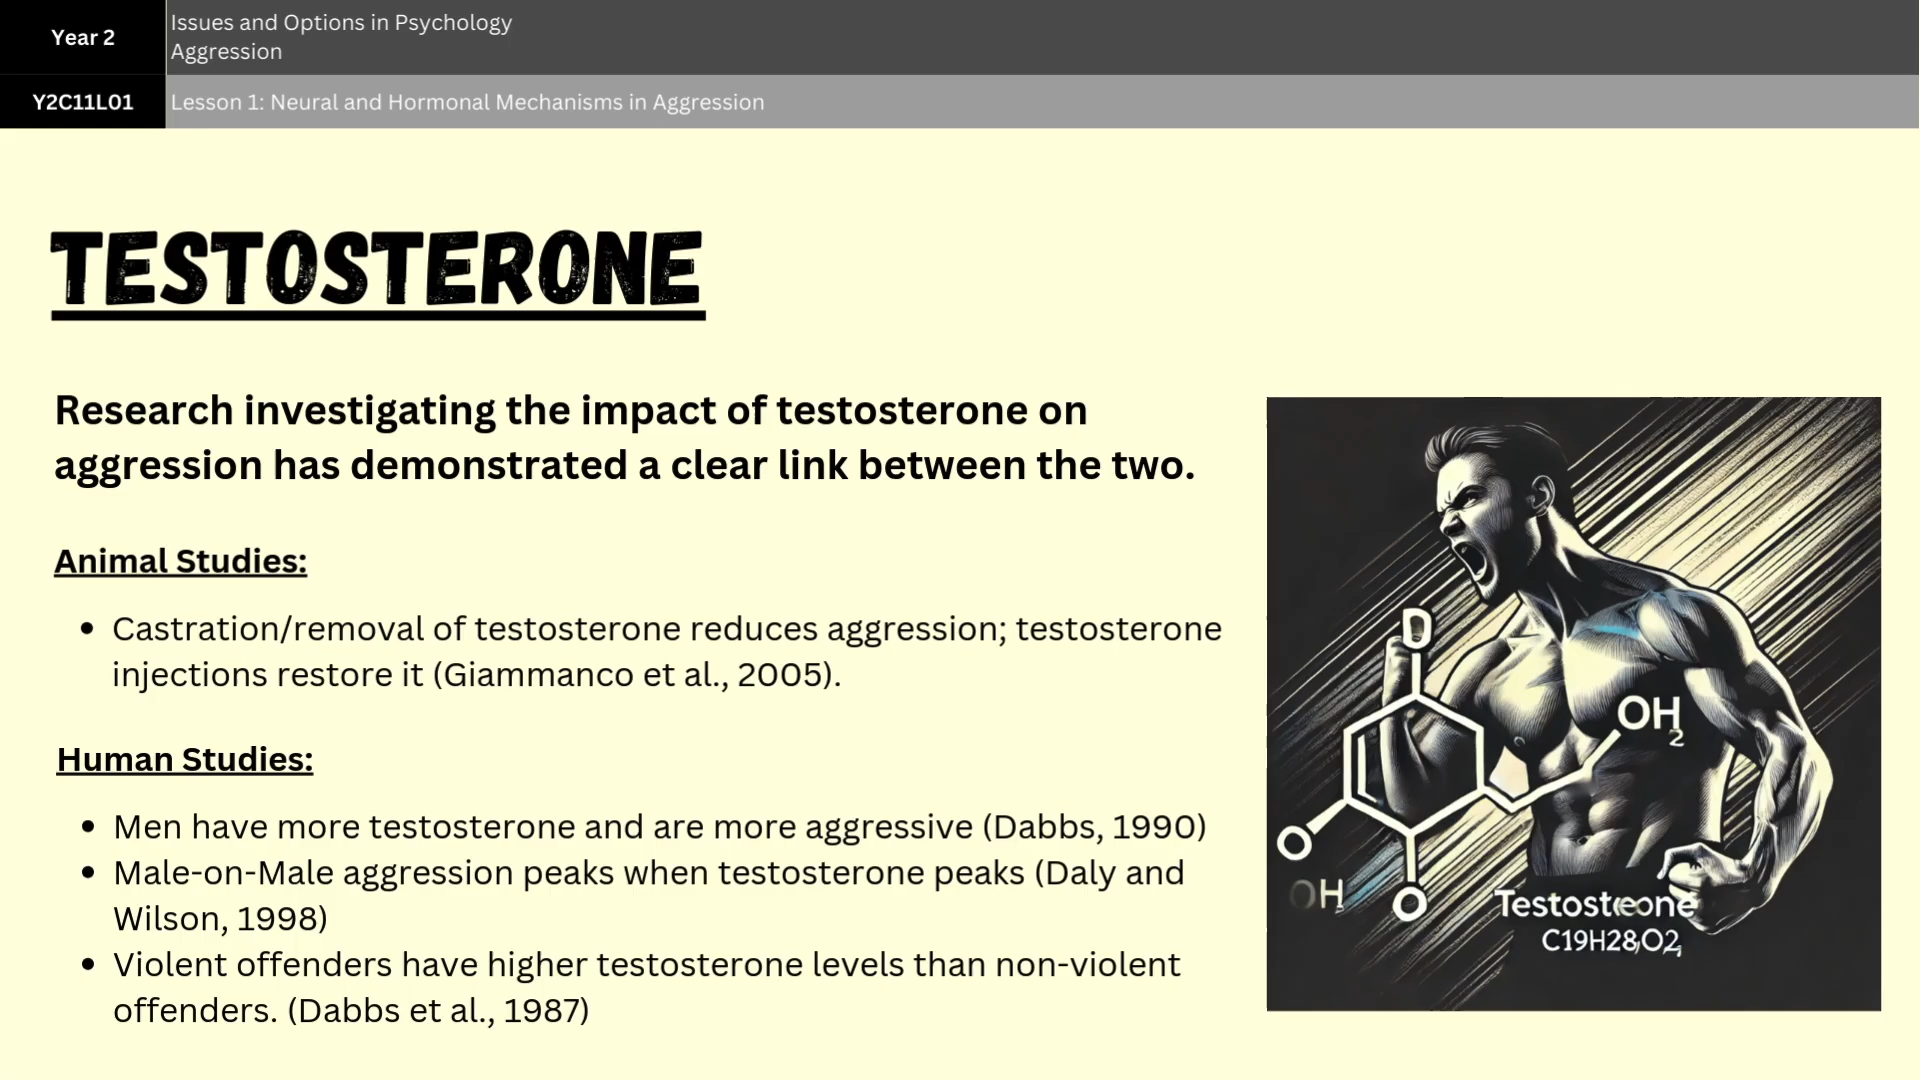 Year 2
Issues and Options in Psychology
Aggression
Y2C11L01
Lesson 1: Neural and Hormonal Mechanisms in Aggression
TESTOSTERONE
Research investigating the impact of testosterone on
aggression has demonstrated a clear link between the two.
Animal Studies:
• Castration/removal of testosterone reduces aggression; testosterone
injections restore it (Giammanco et al., 2005).
Human Studies:
• Men have more testosterone and are more aggressive (Dabbs, 1990)
• Male-on-Male aggression peaks when testosterone peaks (Daly and
Wilson, 1998)
• Violent offenders have higher testosterone levels than non-violent
offenders. (Dabbs et al., 1987)
D
OH2
O
OH
O
Testosteone
C19H28O2